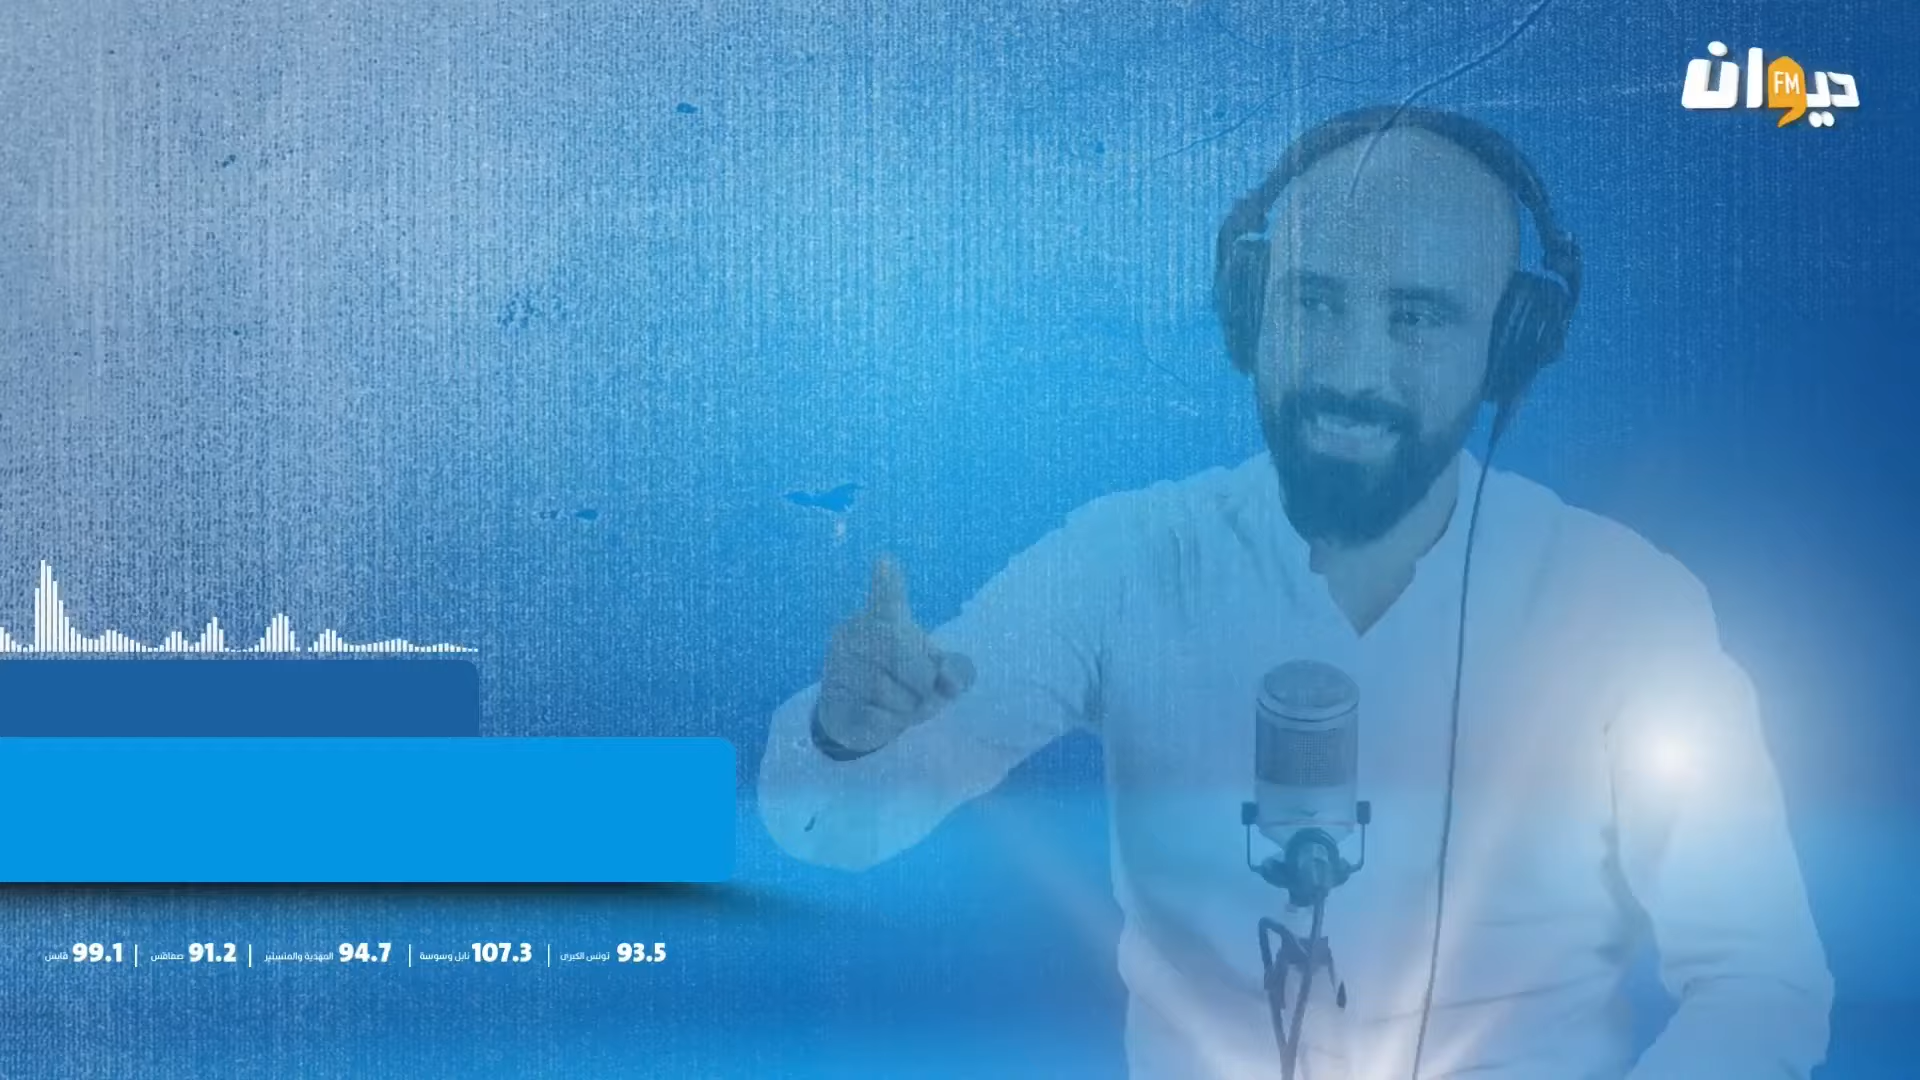 ديوان FM
93.5 تونس الكبرى | 107.3 نابل وسوسة | 94.7 المهدية والمنستير | 91.2 صفاقس | 99.1 قابس